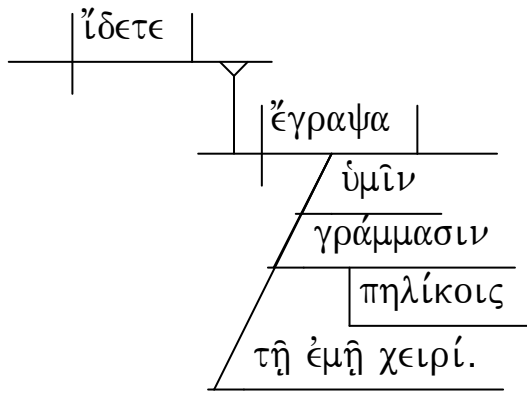 ἴδετε
ἔγραψα
ὑμῖν
γράμμασιν
πηλίκοις
τῇ ἐμῇ χειρί.